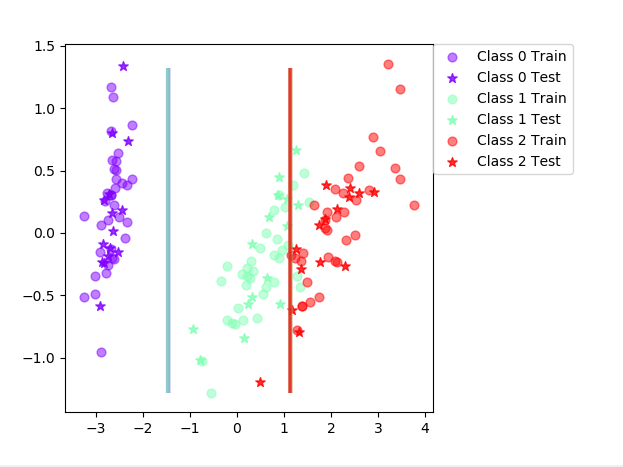 1.5
1.0
0.5
0.0
−0.5
−1.0
−3 −2 −1 0 1 2 3 4
Class 0 Train
Class 0 Test
Class 1 Train
Class 1 Test
Class 2 Train
Class 2 Test